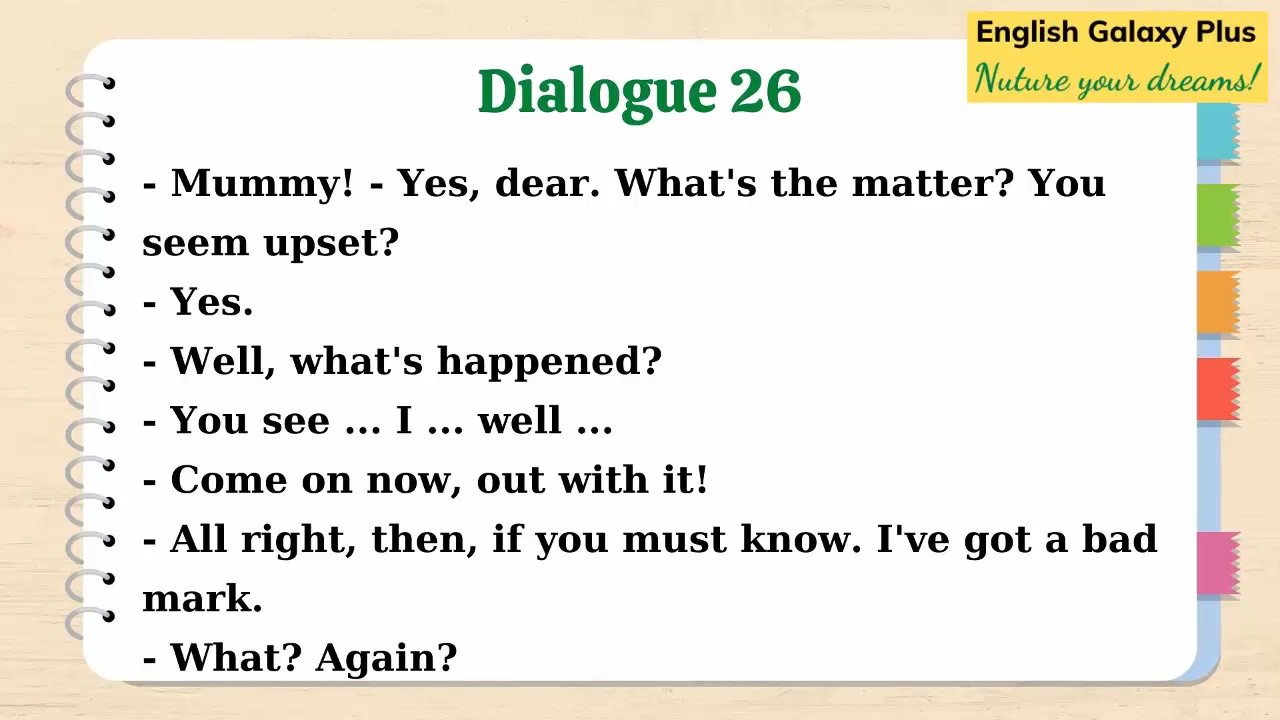 English Galaxy Plus
Nuture your dreams!
Dialogue 26
- Mummy! - Yes, dear. What's the matter? You
seem upset?
- Yes.
- Well, what's happened?
- You see ... I ... well ...
- Come on now, out with it!
- All right, then, if you must know. I've got a bad
mark.
- What? Again?